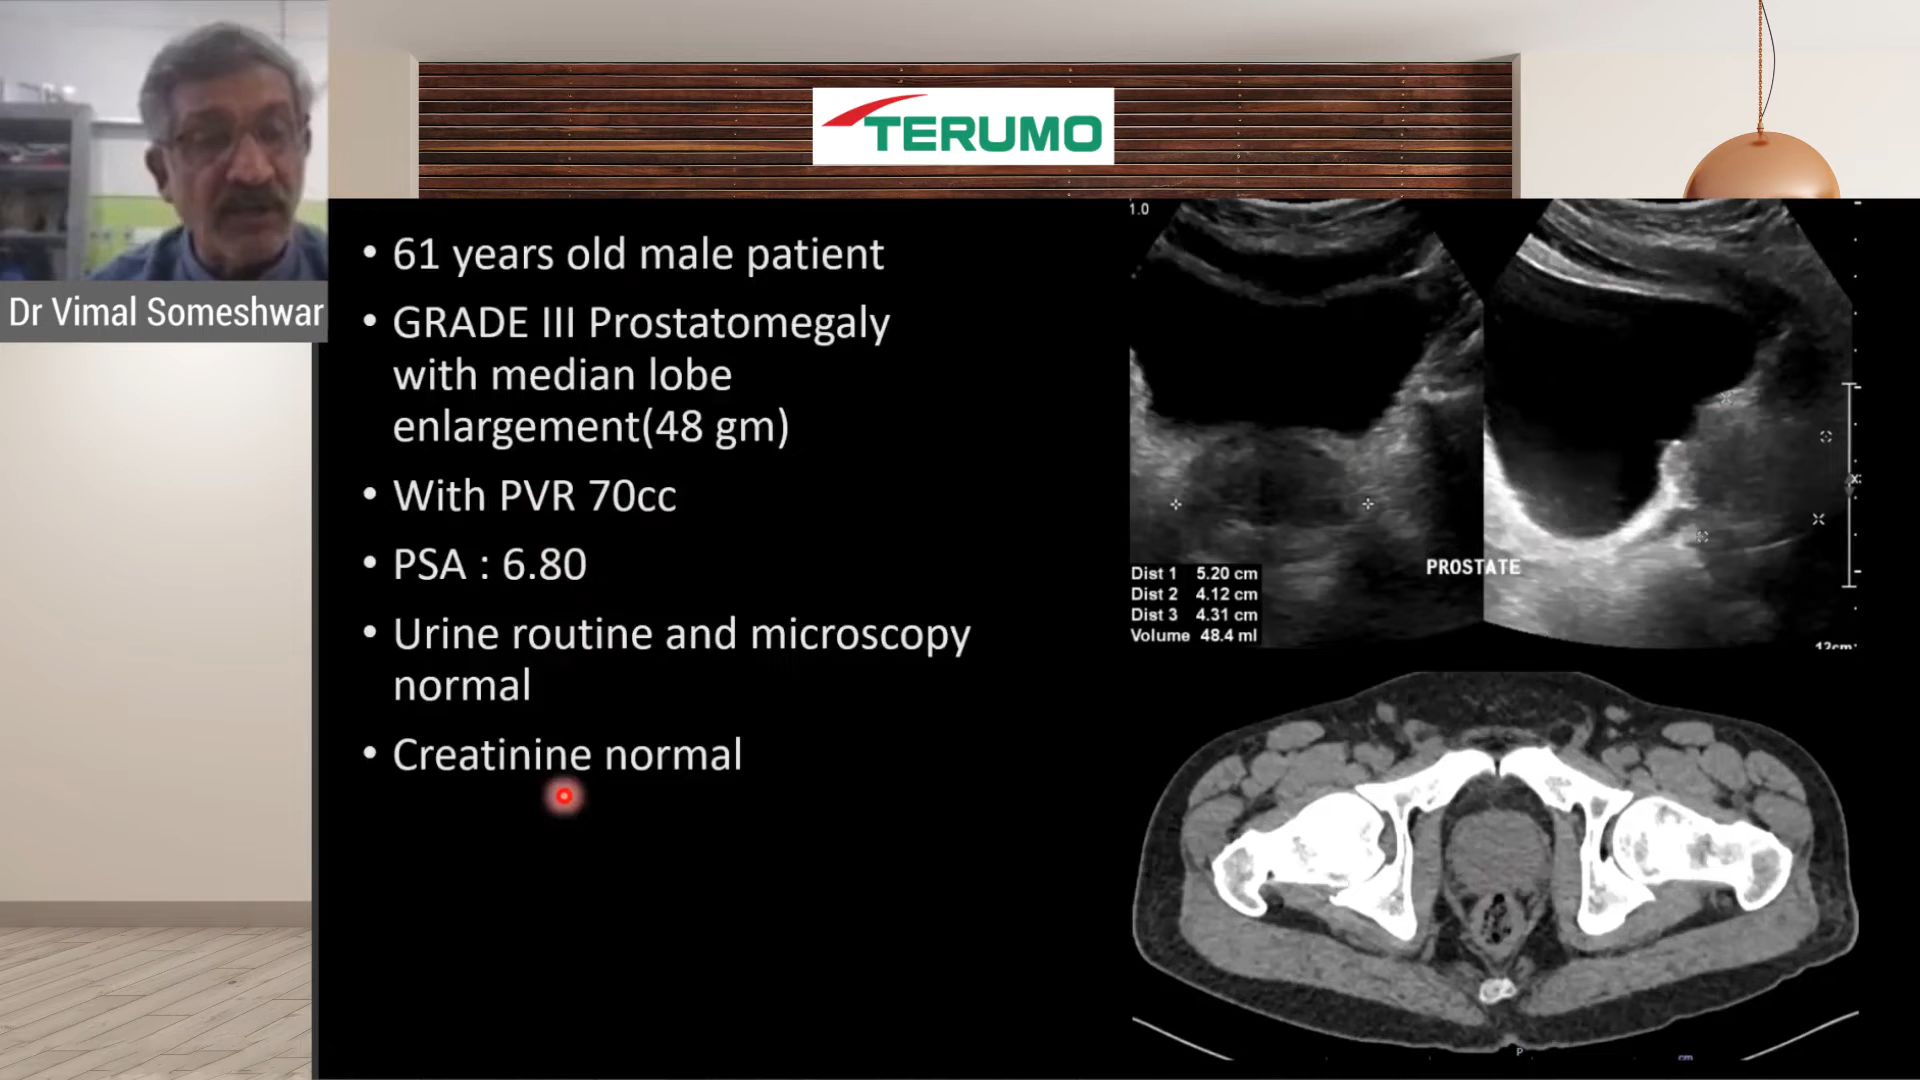 TERUMO
Dr Vimal Someshwar
• 61 years old male patient
• GRADE III Prostatomegaly
with median lobe
enlargement(48 gm)
• With PVR 70cc
• PSA : 6.80
• Urine routine and microscopy
normal
• Creatinine normal
1.0
PROSTATE
Dist 1 5.20 cm
Dist 2 4.12 cm
Dist 3 4.31 cm
Volume 48.4 ml
12cm
P
cm